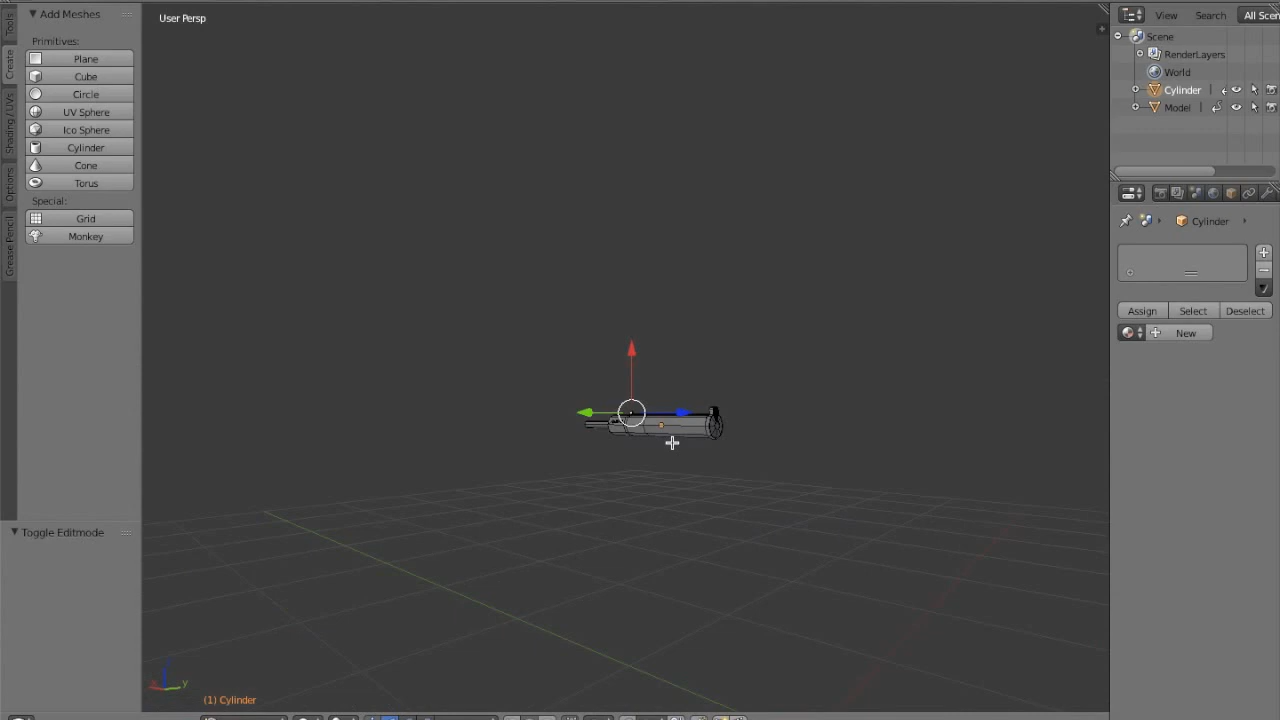 Tools
Create
Shading / UVs
Options
Grease Pencil
Add Meshes
Primitives:
Plane
Cube
Circle
UV Sphere
Ico Sphere
Cylinder
Cone
Torus
Special:
Grid
Monkey
Toggle Editmode
User Persp
(1) Cylinder
View Search All Scen
Scene
RenderLayers
World
Cylinder
Model
Cylinder
Assign Select Deselect
New